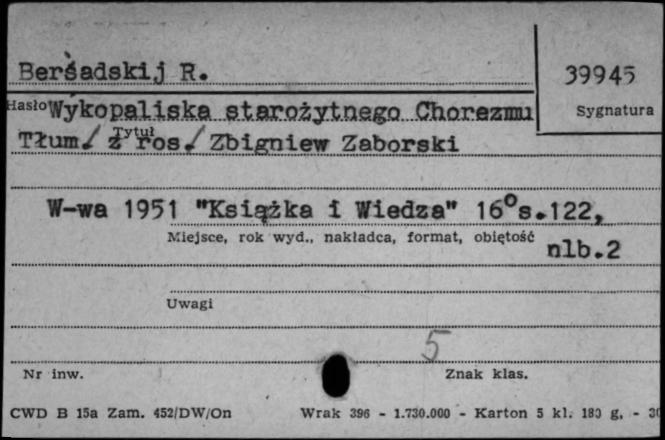 Berśadskij R.
39945
Hasło Wykopaliska starożytnego Chorezmu
Sygnatura
Tytuł
Tłum/ z ros/ Zbigniew Zaborski
W-wa 1951 "Książka i Wiedza" 16° s.122,
Miejsce, rok wyd., nakładca, format, objętość
nlb.2
Uwagi
5
Nr inw.
Znak klas.
CWD B 15a Zam. 452/DW/On Wrak 396 - 1.730.000 - Karton 5 kl. 180 g, - 30